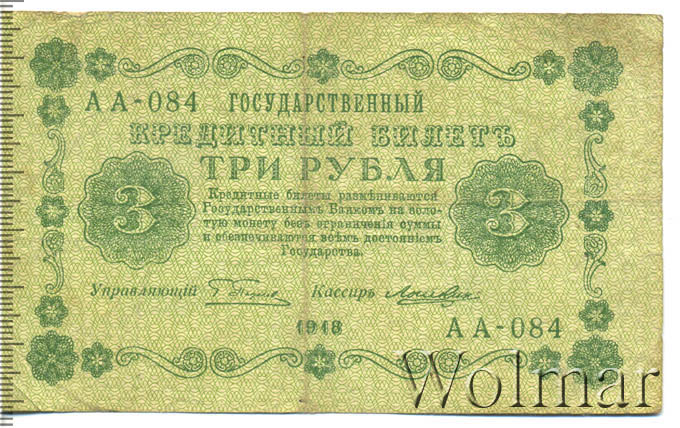 АА-084 ГОСУДАРСТВЕННЫЙ
КРЕДИТНЫЙ БИЛЕТЪ
ТРИ РУБЛЯ
3 3
Кредитные билеты размѣниваются
Государственнымъ Банкомъ на золо-
тую монету безъ ограниченія суммы
и обезпечиваются всѣмъ достояніемъ
Государства.
Управляющій Кассиръ
1918
АА-084
Wolmar